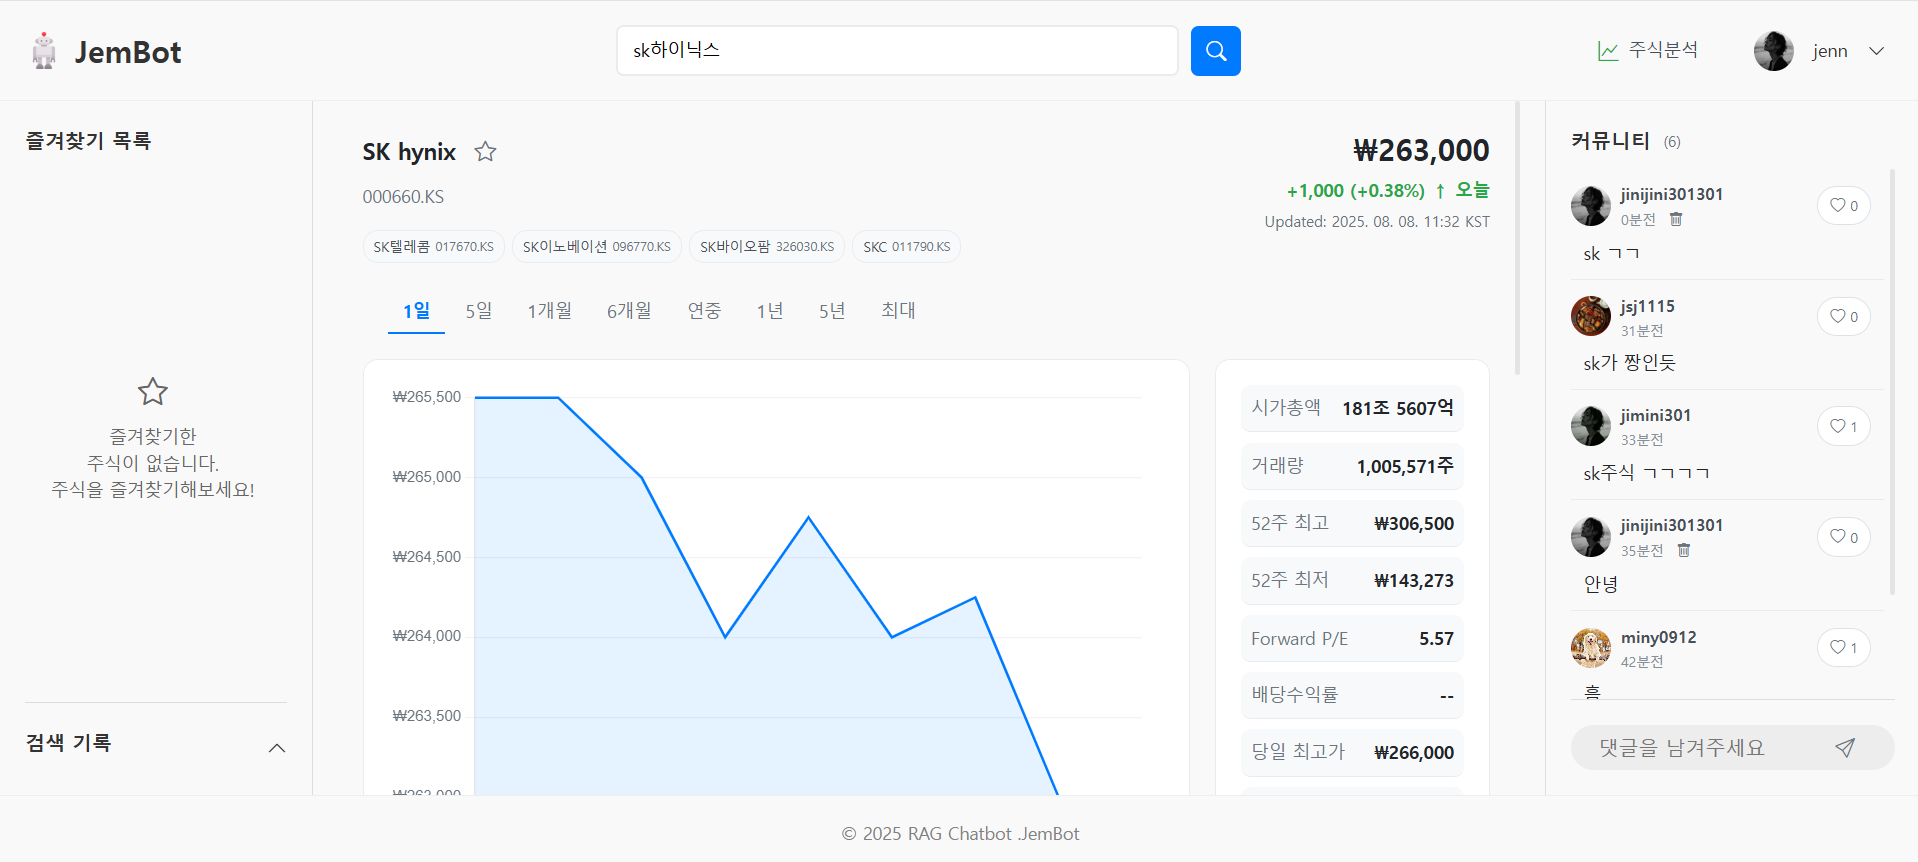 JemBot
sk하이닉스
주식분석
jenn
즐겨찾기 목록
즐겨찾기한
주식이 없습니다.
주식을 즐겨찾기해보세요!
검색 기록
SK hynix
000660.KS
₩263,000
+1,000 (+0.38%) ↑ 오늘
Updated: 2025. 08. 08. 11:32 KST
SK텔레콤 017670.KS
SK이노베이션 096770.KS
SK바이오팜 326030.KS
SKC 011790.KS
1일 5일 1개월 6개월 연중 1년 5년 최대
₩265,500
₩265,000
₩264,500
₩264,000
₩263,500
₩263,000
시가총액 181조 5607억
거래량 1,005,571주
52주 최고 ₩306,500
52주 최저 ₩143,273
Forward P/E 5.57
배당수익률 --
당일 최고가 ₩266,000
커뮤니티 (6)
jinijini301301
0분전
0
sk ㄱㄱ
jsj1115
31분전
0
sk가 짱인듯
jimini301
33분전
1
sk주식 ㄱㄱㄱㄱ
jinijini301301
35분전
0
안녕
miny0912
42분전
1
흠
댓글을 남겨주세요
© 2025 RAG Chatbot .JemBot